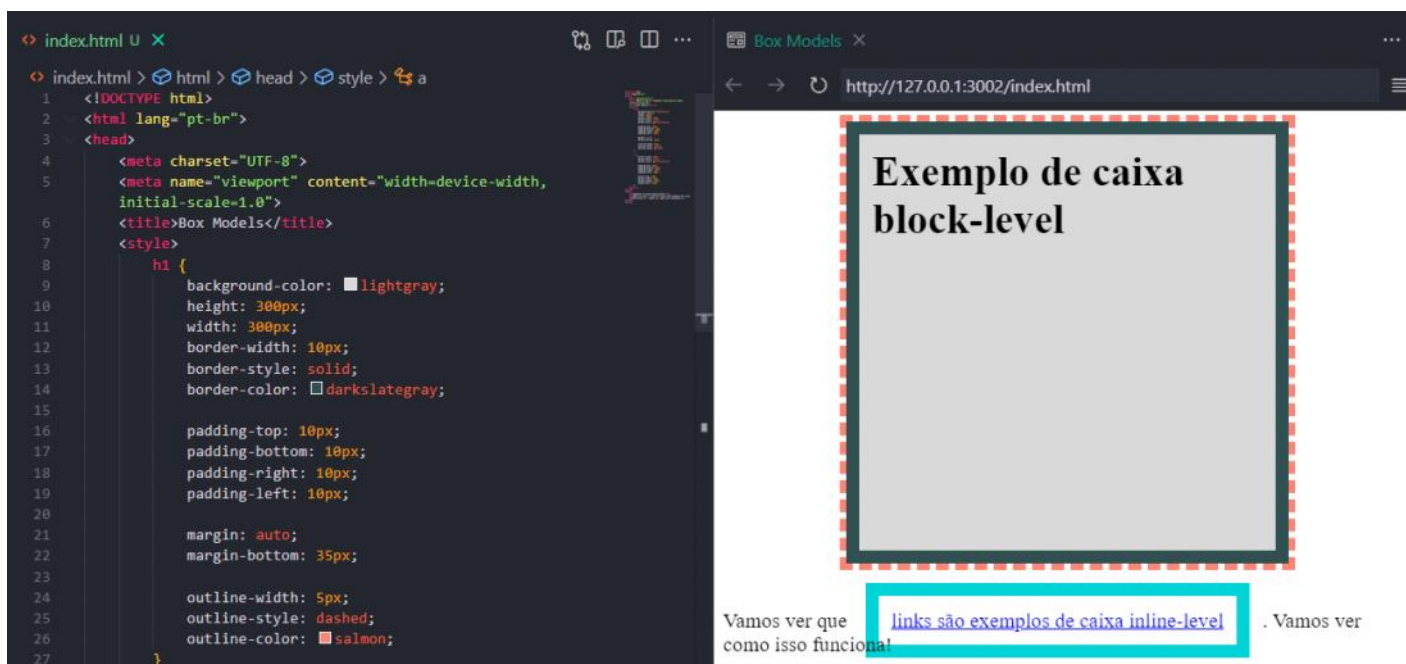 index.html U
index.html > html > head > style > a
1 <!DOCTYPE html>
2 <html lang="pt-br">
3 <head>
4 <meta charset="UTF-8">
5 <meta name="viewport" content="width=device-width,
initial-scale=1.0">
6 <title>Box Models</title>
7 <style>
8 h1 {
9 background-color: lightgray;
10 height: 300px;
11 width: 300px;
12 border-width: 10px;
13 border-style: solid;
14 border-color: darkslategray;
15
16 padding-top: 10px;
17 padding-bottom: 10px;
18 padding-right: 10px;
19 padding-left: 10px;
20
21 margin: auto;
22 margin-bottom: 35px;
23
24 outline-width: 5px;
25 outline-style: dashed;
26 outline-color: salmon;
27 }
Box Models
http://127.0.0.1:3002/index.html
Exemplo de caixa
block-level
Vamos ver que links são exemplos de caixa inline-level . Vamos ver
como isso funciona!